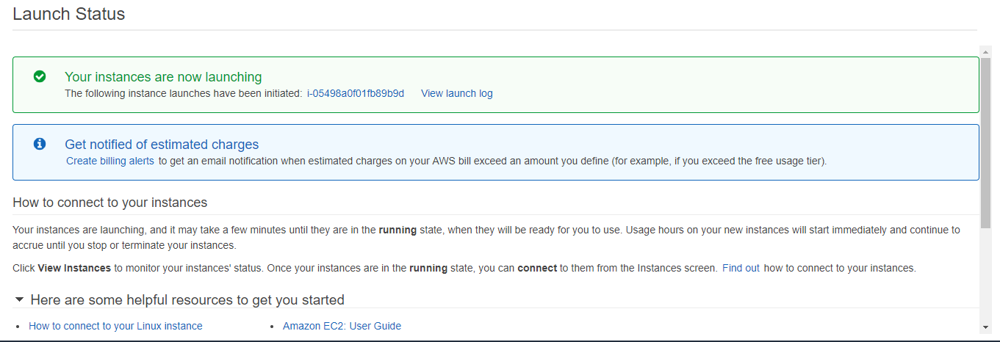 Launch Status
Your instances are now launching
The following instance launches have been initiated: i-05498a0f01fb89b9d View launch log
Get notified of estimated charges
Create billing alerts to get an email notification when estimated charges on your AWS bill exceed an amount you define (for example, if you exceed the free usage tier).
How to connect to your instances
Your instances are launching, and it may take a few minutes until they are in the running state, when they will be ready for you to use. Usage hours on your new instances will start immediately and continue to
accrue until you stop or terminate your instances.
Click View Instances to monitor your instances' status. Once your instances are in the running state, you can connect to them from the Instances screen. Find out how to connect to your instances.
Here are some helpful resources to get you started
• How to connect to your Linux instance • Amazon EC2: User Guide